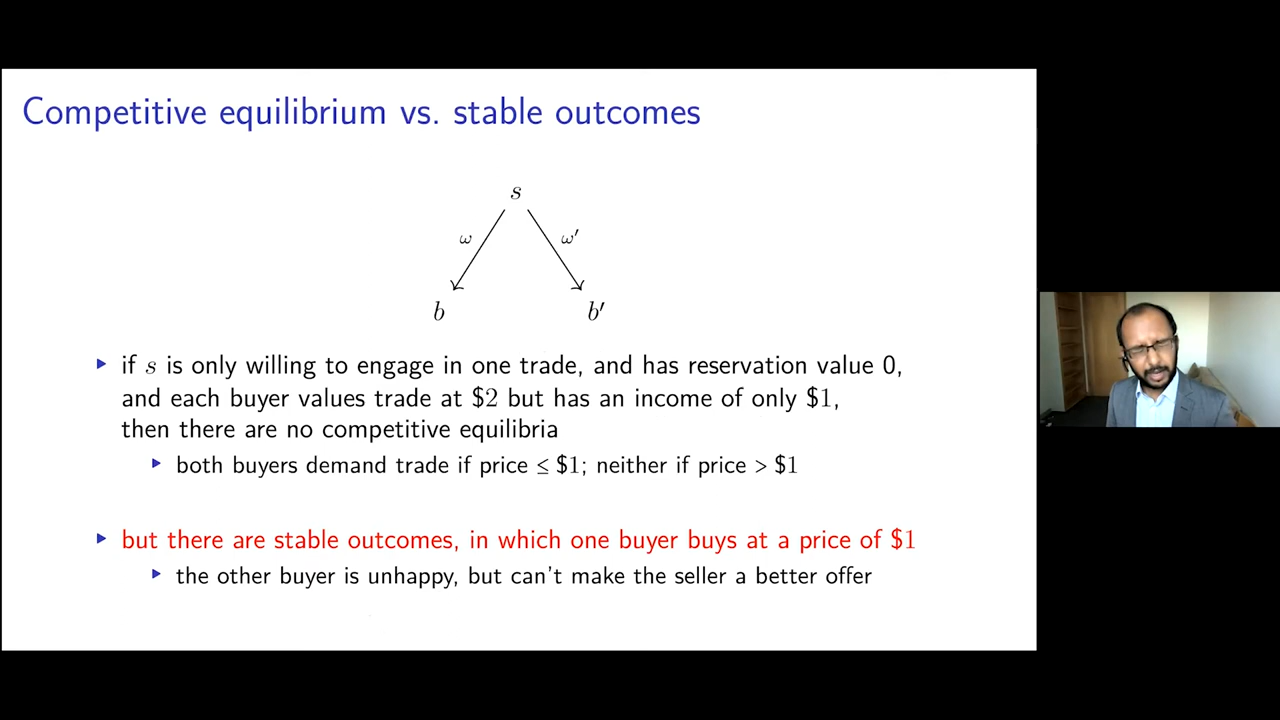 Competitive equilibrium vs. stable outcomes
s
ω ω′
b b′
▸ if s is only willing to engage in one trade, and has reservation value 0,
and each buyer values trade at $2 but has an income of only $1,
then there are no competitive equilibria
▸ both buyers demand trade if price ≤ $1; neither if price > $1
▸ but there are stable outcomes, in which one buyer buys at a price of $1
▸ the other buyer is unhappy, but can't make the seller a better offer